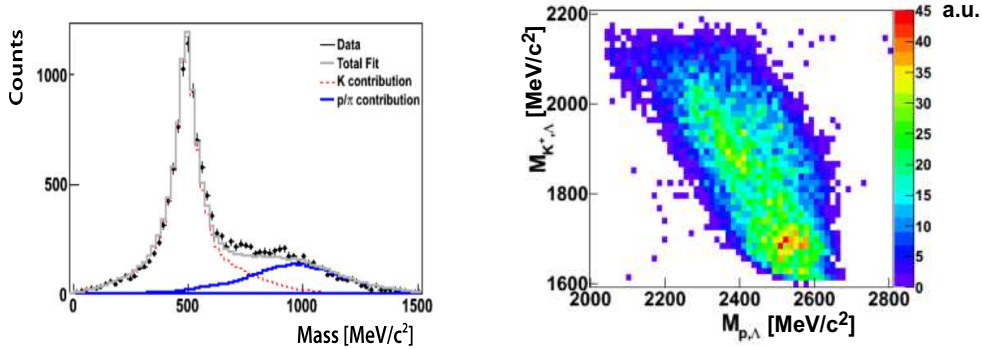 Counts
1000
500
0
Data
Total Fit
K contribution
p/π contribution
0
500
1000
1500
Mass [MeV/c²]
M_K⁺,Λ [MeV/c²]
2200
2000
1800
1600
2000
2200
2400
2600
2800
M_p,Λ [MeV/c²]
45
40
35
30
25
20
15
10
5
0
a.u.